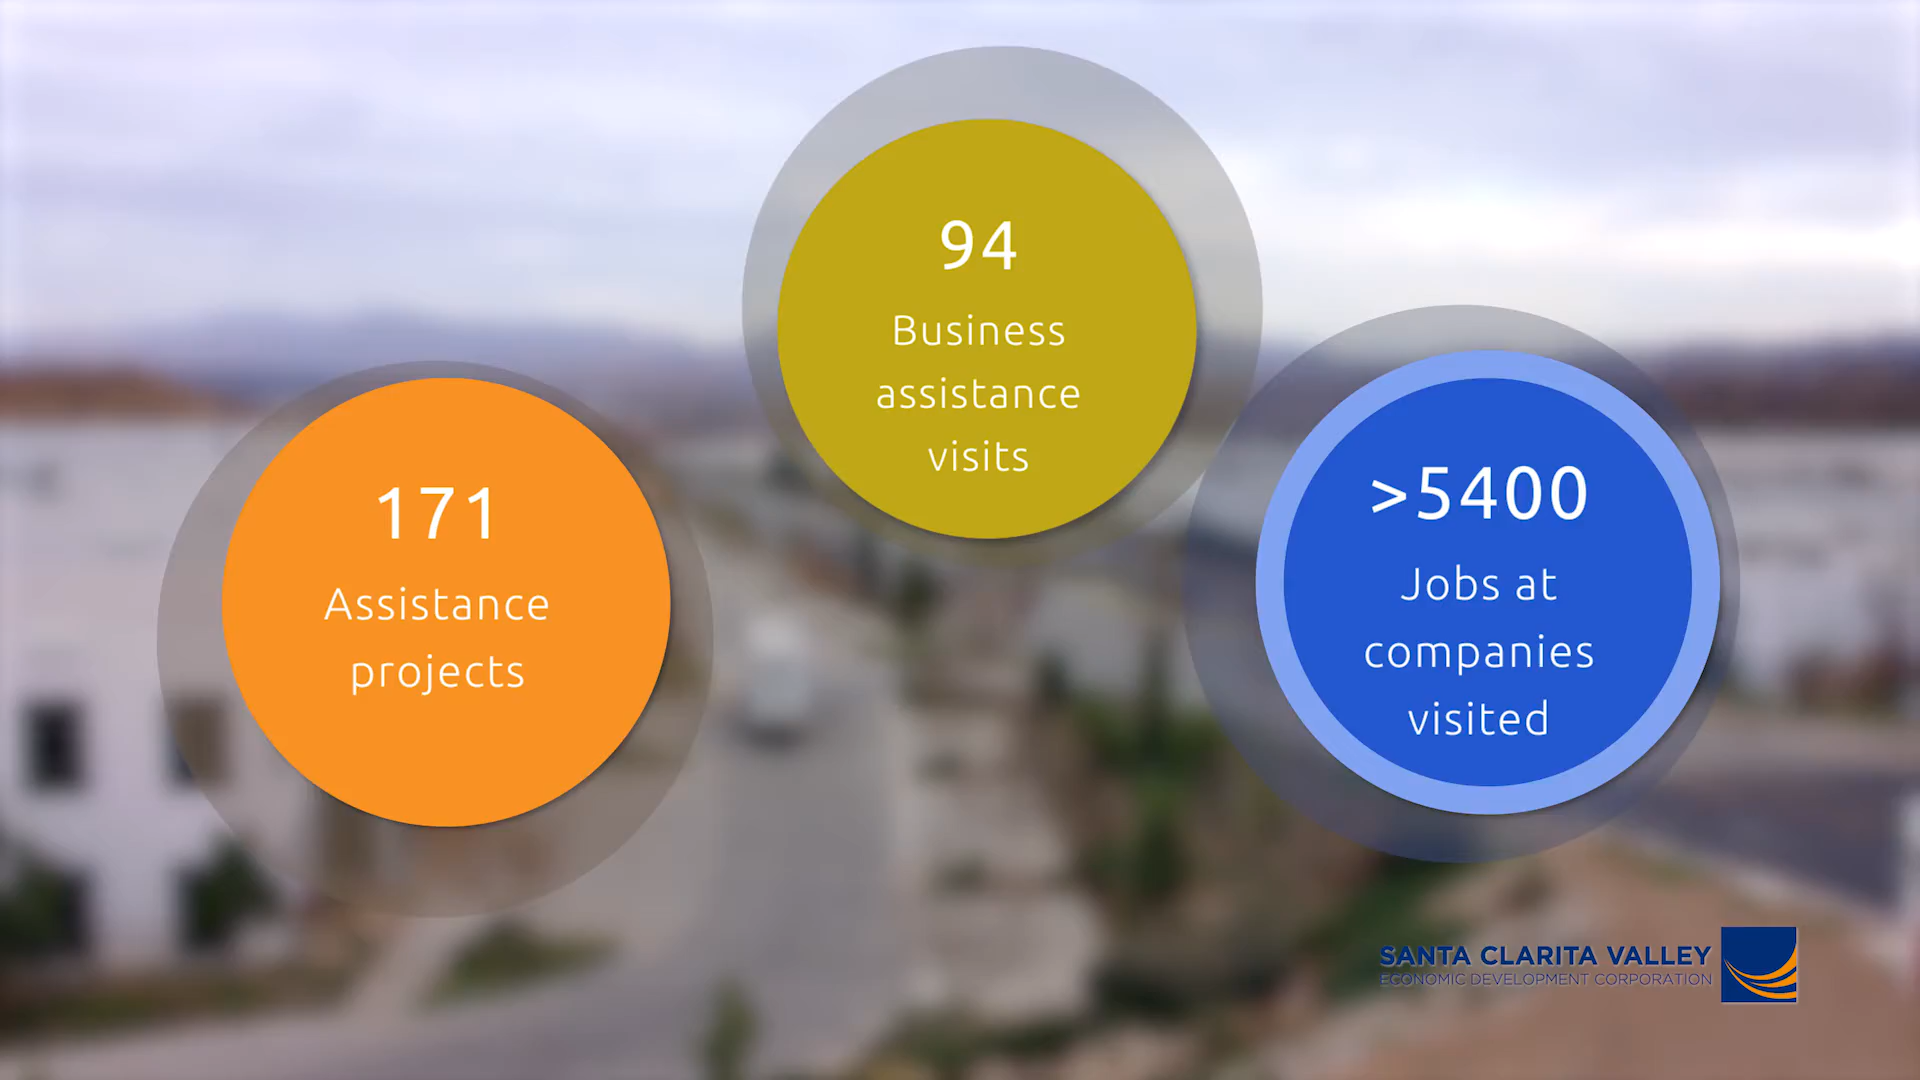 171
Assistance
projects
94
Business
assistance
visits
>5400
Jobs at
companies
visited
SANTA CLARITA VALLEY
ECONOMIC DEVELOPMENT CORPORATION